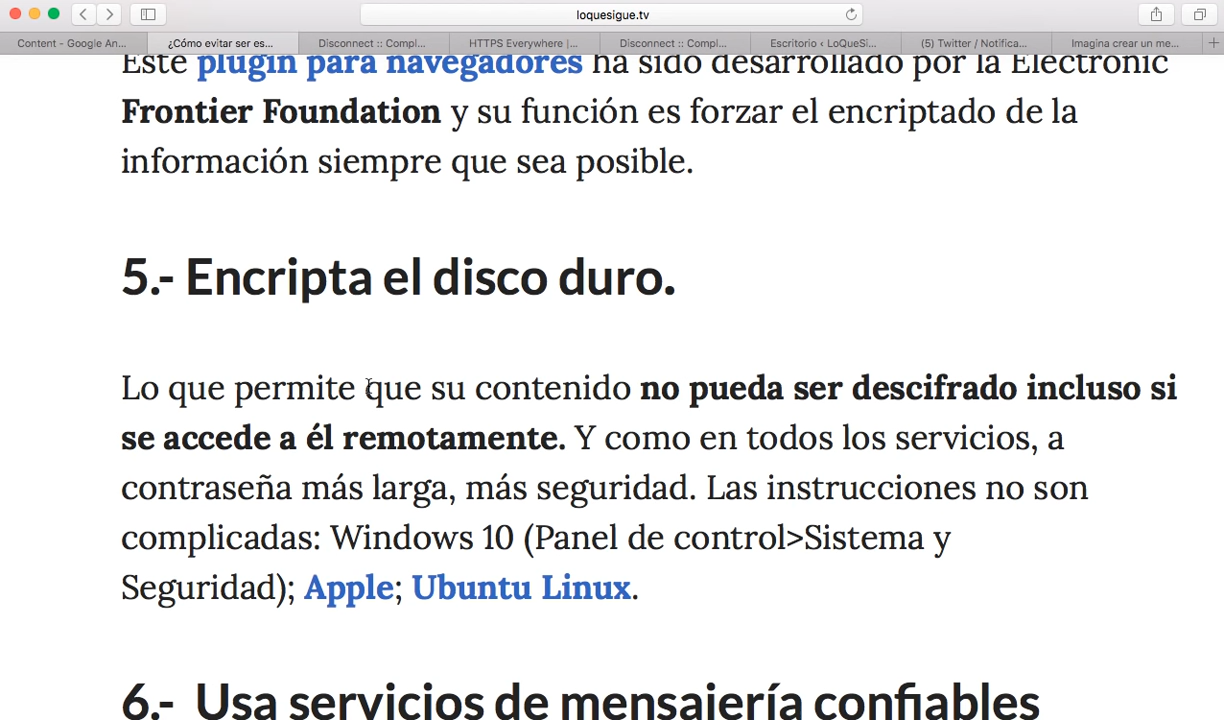 loquesigue.tv
Content - Google An...
¿Cómo evitar ser es...
Disconnect :: Compl...
HTTPS Everywhere |...
Disconnect :: Compl...
Escritorio ‹ LoQueSi...
(5) Twitter / Notifica...
Imagina crear un me...
Este plugin para navegadores ha sido desarrollado por la Electronic
Frontier Foundation y su función es forzar el encriptado de la
información siempre que sea posible.
5.- Encripta el disco duro.
Lo que permite que su contenido no pueda ser descifrado incluso si
se accede a él remotamente. Y como en todos los servicios, a
contraseña más larga, más seguridad. Las instrucciones no son
complicadas: Windows 10 (Panel de control>Sistema y
Seguridad); Apple; Ubuntu Linux.
6.- Usa servicios de mensajería confiables